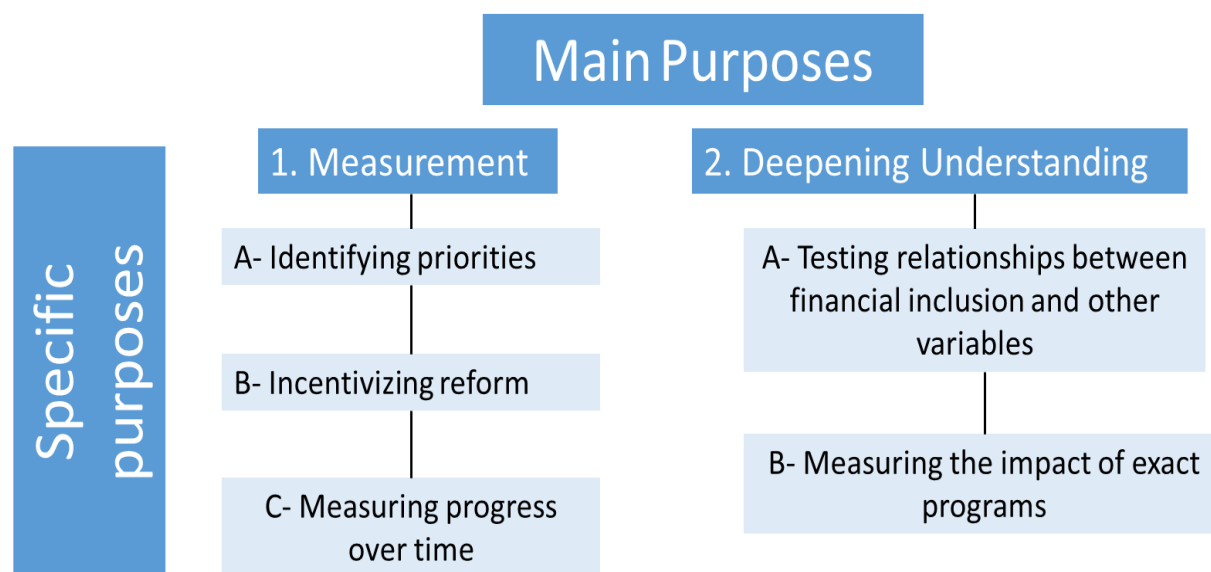 Main Purposes
1. Measurement
2. Deepening Understanding
Specific
purposes
A- Identifying priorities
B- Incentivizing reform
C- Measuring progress
over time
A- Testing relationships between
financial inclusion and other
variables
B- Measuring the impact of exact
programs